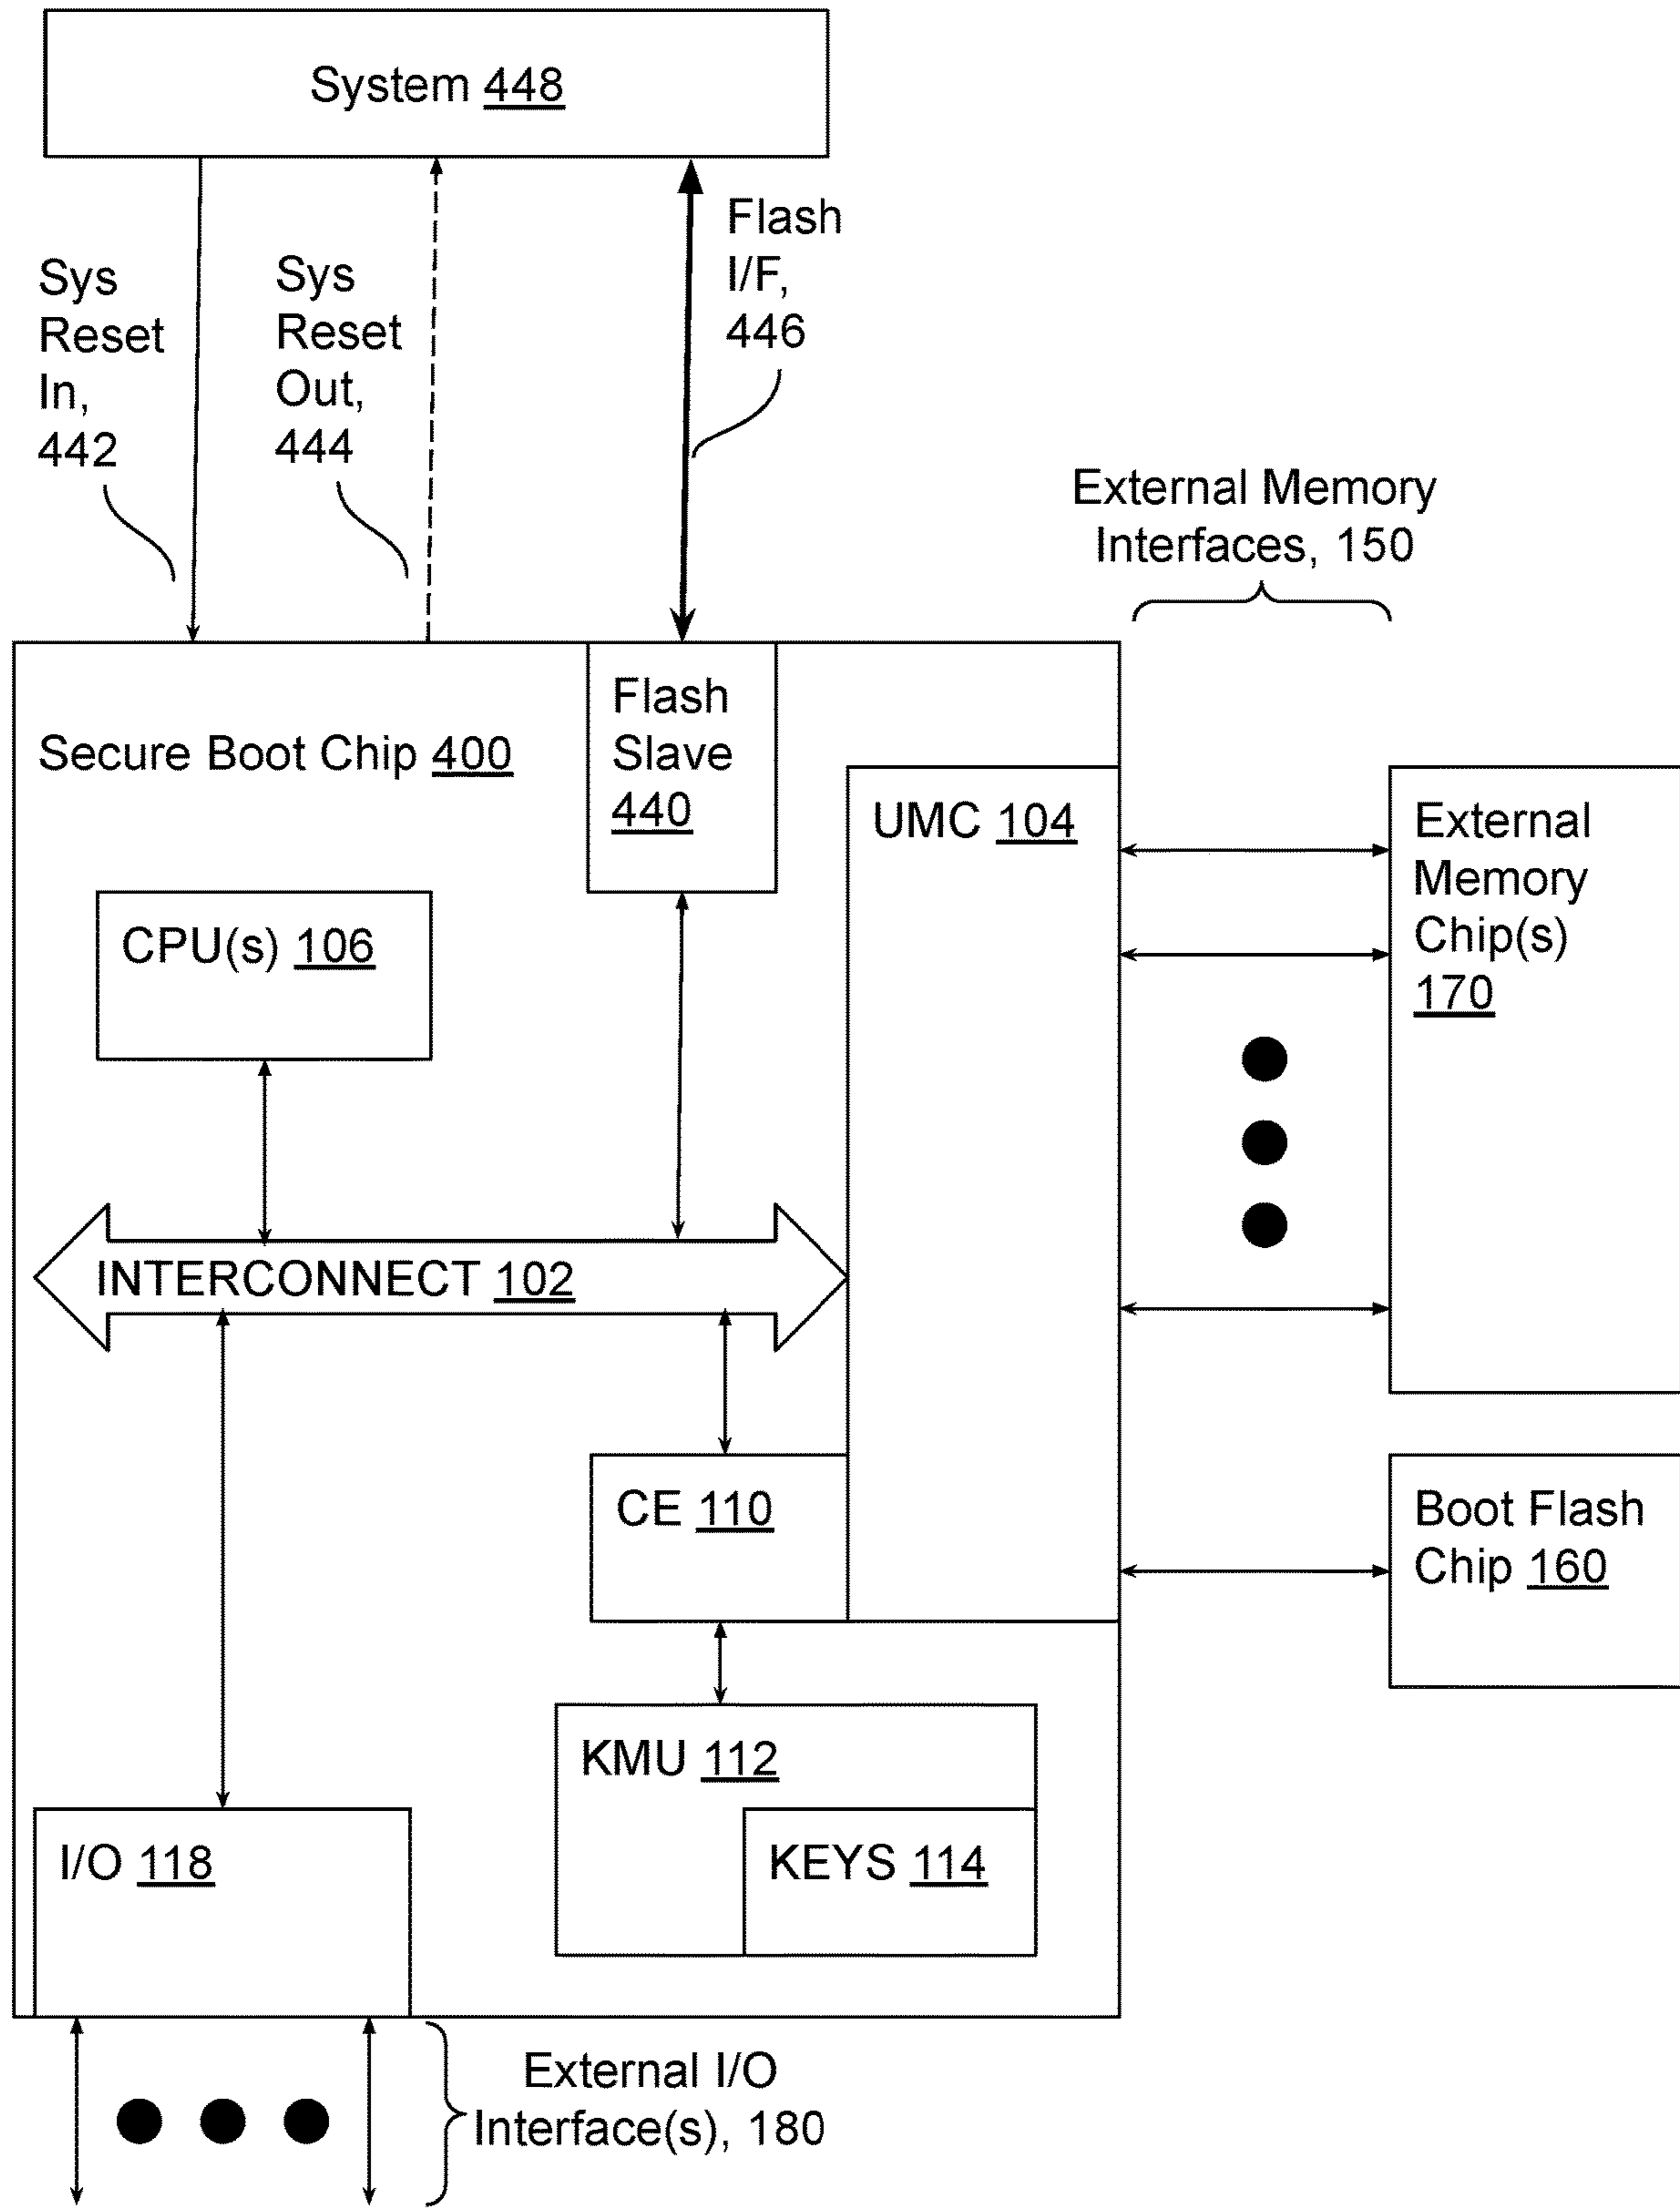 System 448
Sys
Reset
In,
442
Sys
Reset
Out,
444
Flash
I/F,
446
External Memory
Interfaces, 150
Secure Boot Chip 400
Flash
Slave
440
UMC 104
External
Memory
Chip(s)
170
CPU(s) 106
INTERCONNECT 102
CE 110
Boot Flash
Chip 160
KMU 112
KEYS 114
I/O 118
External I/O
Interface(s), 180